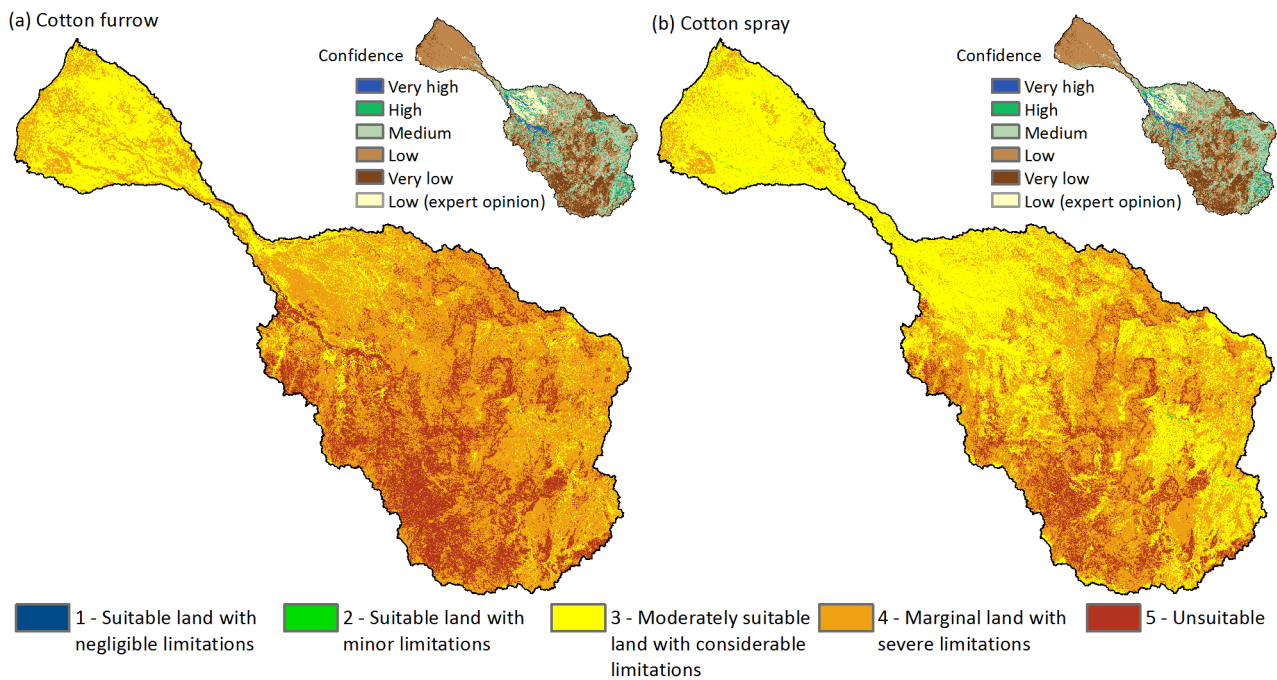 (a) Cotton furrow
Confidence
Very high
High
Medium
Low
Very low
Low (expert opinion)
(b) Cotton spray
Confidence
Very high
High
Medium
Low
Very low
Low (expert opinion)
1 - Suitable land with
negligible limitations
2 - Suitable land with
minor limitations
3 - Moderately suitable
land with considerable
limitations
4 - Marginal land with
severe limitations
5 - Unsuitable